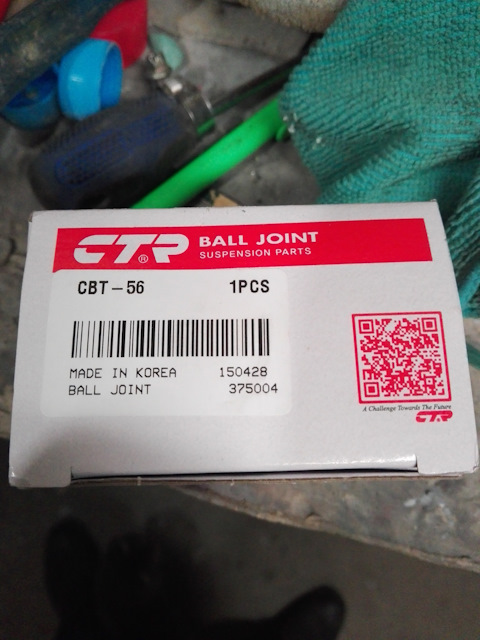 CTR® BALL JOINT
SUSPENSION PARTS
CBT-56 1PCS
MADE IN KOREA 150428
BALL JOINT 375004
A Challenge Towards The Future
CTR